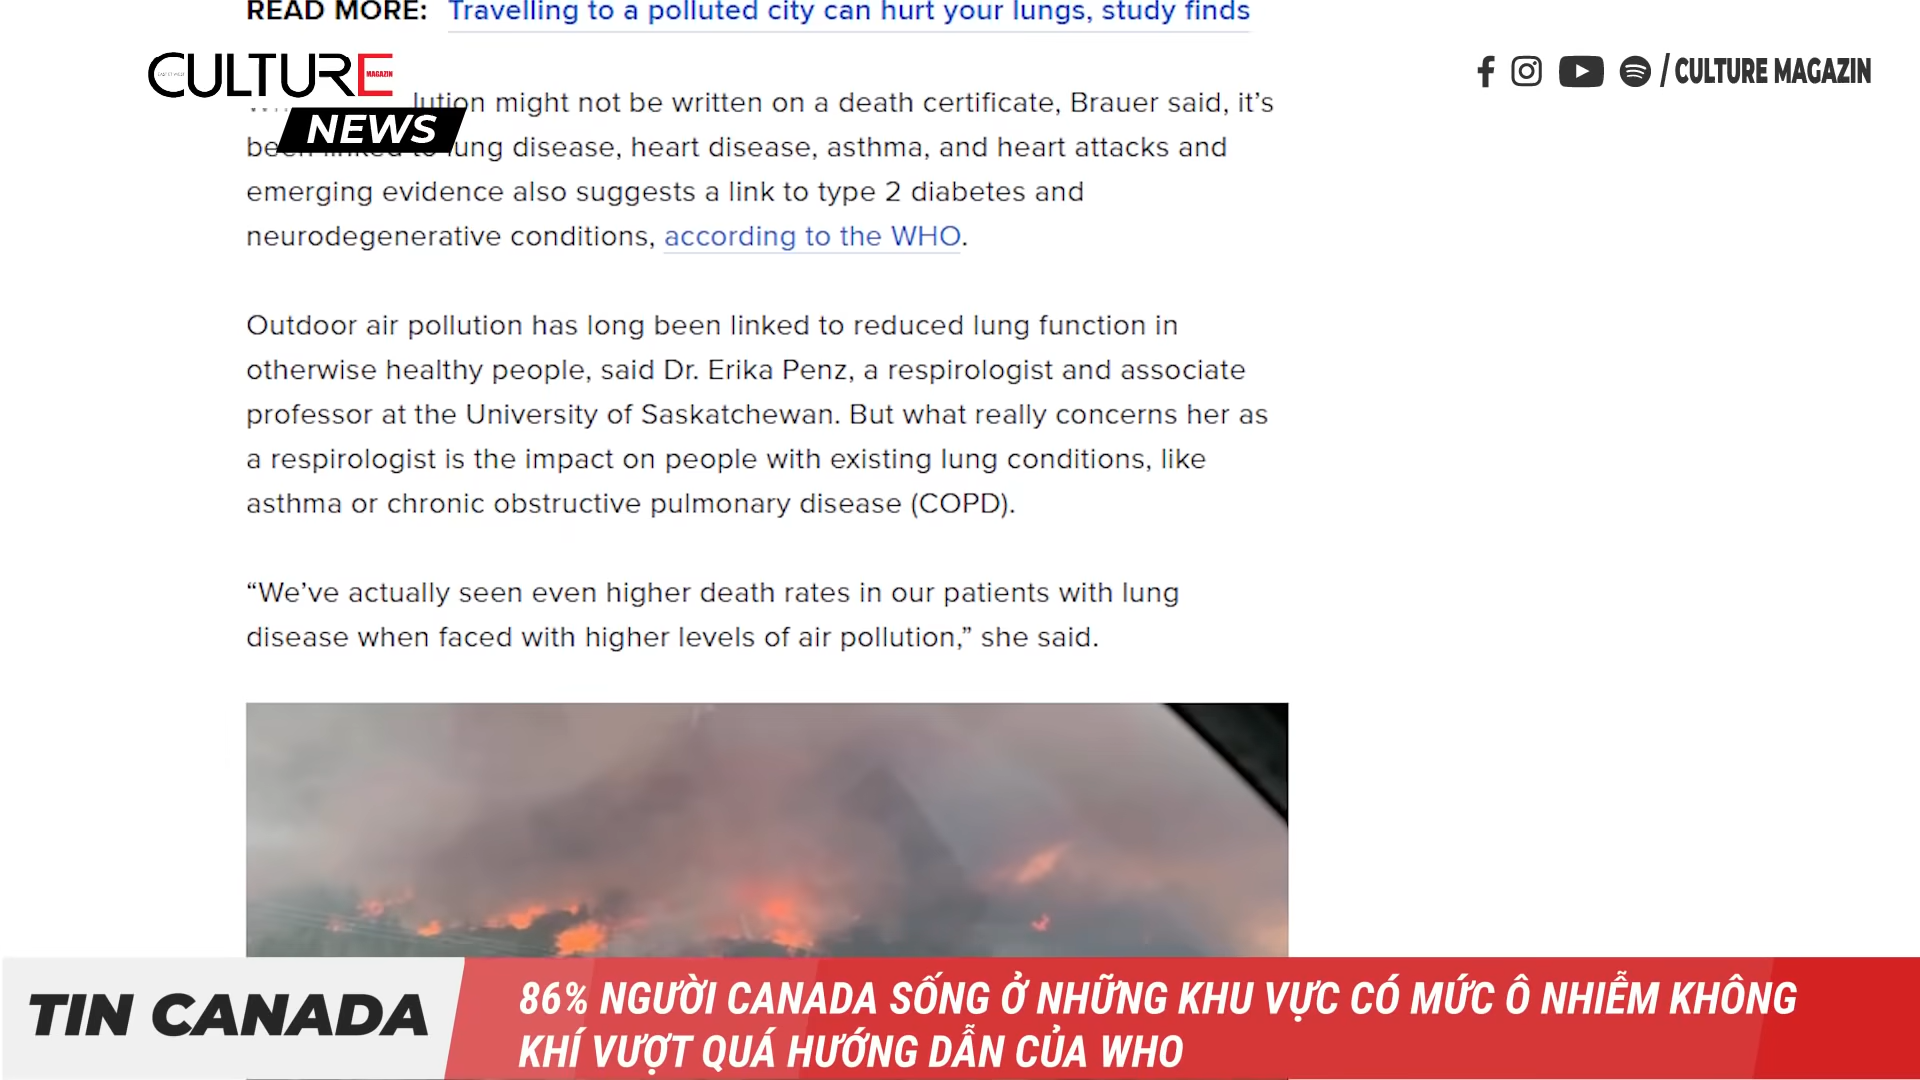 READ MORE: Travelling to a polluted city can hurt your lungs, study finds
CULTURE
MAGAZIN
NEWS
/ CULTURE MAGAZIN
lution might not be written on a death certificate, Brauer said, it’s
been linked to lung disease, heart disease, asthma, and heart attacks and
emerging evidence also suggests a link to type 2 diabetes and
neurodegenerative conditions, according to the WHO.
Outdoor air pollution has long been linked to reduced lung function in
otherwise healthy people, said Dr. Erika Penz, a respirologist and associate
professor at the University of Saskatchewan. But what really concerns her as
a respirologist is the impact on people with existing lung conditions, like
asthma or chronic obstructive pulmonary disease (COPD).
“We’ve actually seen even higher death rates in our patients with lung
disease when faced with higher levels of air pollution,” she said.
TIN CANADA
86% NGƯỜI CANADA SỐNG Ở NHỮNG KHU VỰC CÓ MỨC Ô NHIỄM KHÔNG
KHÍ VƯỢT QUÁ HƯỚNG DẪN CỦA WHO